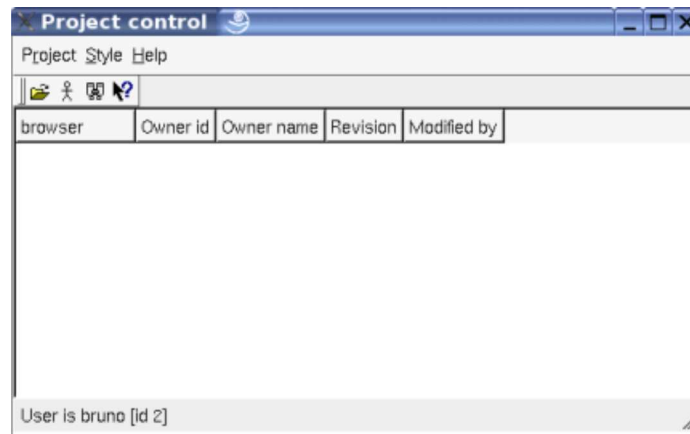 Project control
Project Style Help
browser Owner id Owner name Revision Modified by
User is bruno [id 2]